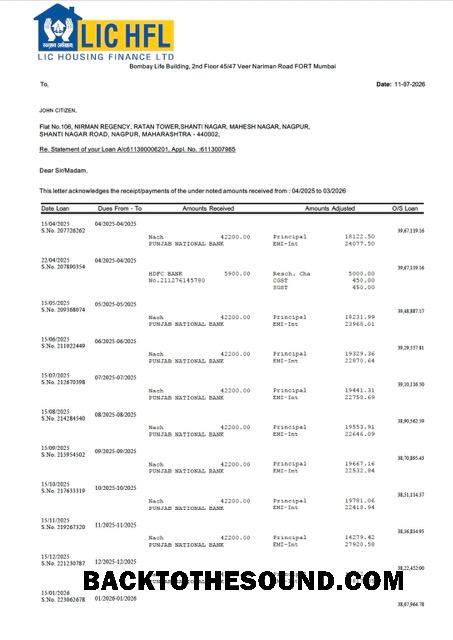 LIC HFL
LIC HOUSING FINANCE LTD
Bombay Life Building, 2nd Floor 45/47 Veer Nariman Road FORT Mumbai
To, Date: 11-07-2026
JOHN CITIZEN,
Flat No.106, NIRMAN REGENCY, RATAN TOWER,SHANTI NAGAR, MAHESH NAGAR, NAGPUR,
SHANTI NAGAR ROAD, NAGPUR, MAHARASHTRA - 440002,
Re. Statement of your Loan A/c611300006201, Appl. No. :6113007965
Dear Sir/Madam,
This letter acknowledges the receipt/payments of the under noted amounts received from : 04/2025 to 03/2026
Date Loan Dues From - To Amounts Received Amounts Adjusted O/S Loan
15/04/2025 04/2025-04/2025
S.No. 207726262 39,67,119.16
Nach 42200.00 Principal 18122.50
PUNJAB NATIONAL BANK EMI-Int 24077.50
22/04/2025 04/2025-04/2025
S.No. 207890354 39,67,119.16
HDFC BANK 5900.00 Resch. Cha 5000.00
No.211276145790 CGST 450.00
SGST 450.00
15/05/2025 05/2025-05/2025
S.No. 209568074 39,48,887.17
Nach 42200.00 Principal 18231.99
PUNJAB NATIONAL BANK EMI-Int 23968.01
15/06/2025 06/2025-06/2025
S.No. 211022449 39,29,557.81
Nach 42200.00 Principal 19329.36
PUNJAB NATIONAL BANK EMI-Int 22870.64
15/07/2025 07/2025-07/2025
S.No. 212670398 39,10,116.50
Nach 42200.00 Principal 19441.31
PUNJAB NATIONAL BANK EMI-Int 22758.69
15/08/2025 08/2025-08/2025
S.No. 214284540 38,90,562.59
Nach 42200.00 Principal 19553.91
PUNJAB NATIONAL BANK EMI-Int 22646.09
15/09/2025 09/2025-09/2025
S.No. 215954502 38,70,895.43
Nach 42200.00 Principal 19667.16
PUNJAB NATIONAL BANK EMI-Int 22532.84
15/10/2025 10/2025-10/2025
S.No. 217633319 38,51,114.37
Nach 42200.00 Principal 19781.06
PUNJAB NATIONAL BANK EMI-Int 22418.94
15/11/2025 11/2025-11/2025
S.No. 219267320 38,36,834.95
Nach 42200.00 Principal 14279.42
PUNJAB NATIONAL BANK EMI-Int 27920.58
15/12/2025 12/2025-12/2025
S.No. 221230787 38,22,452.00
BACKTOTHESOUND.COM
15/01/2026 01/2026-01/2026
S.No. 223062678 38,07,964.78